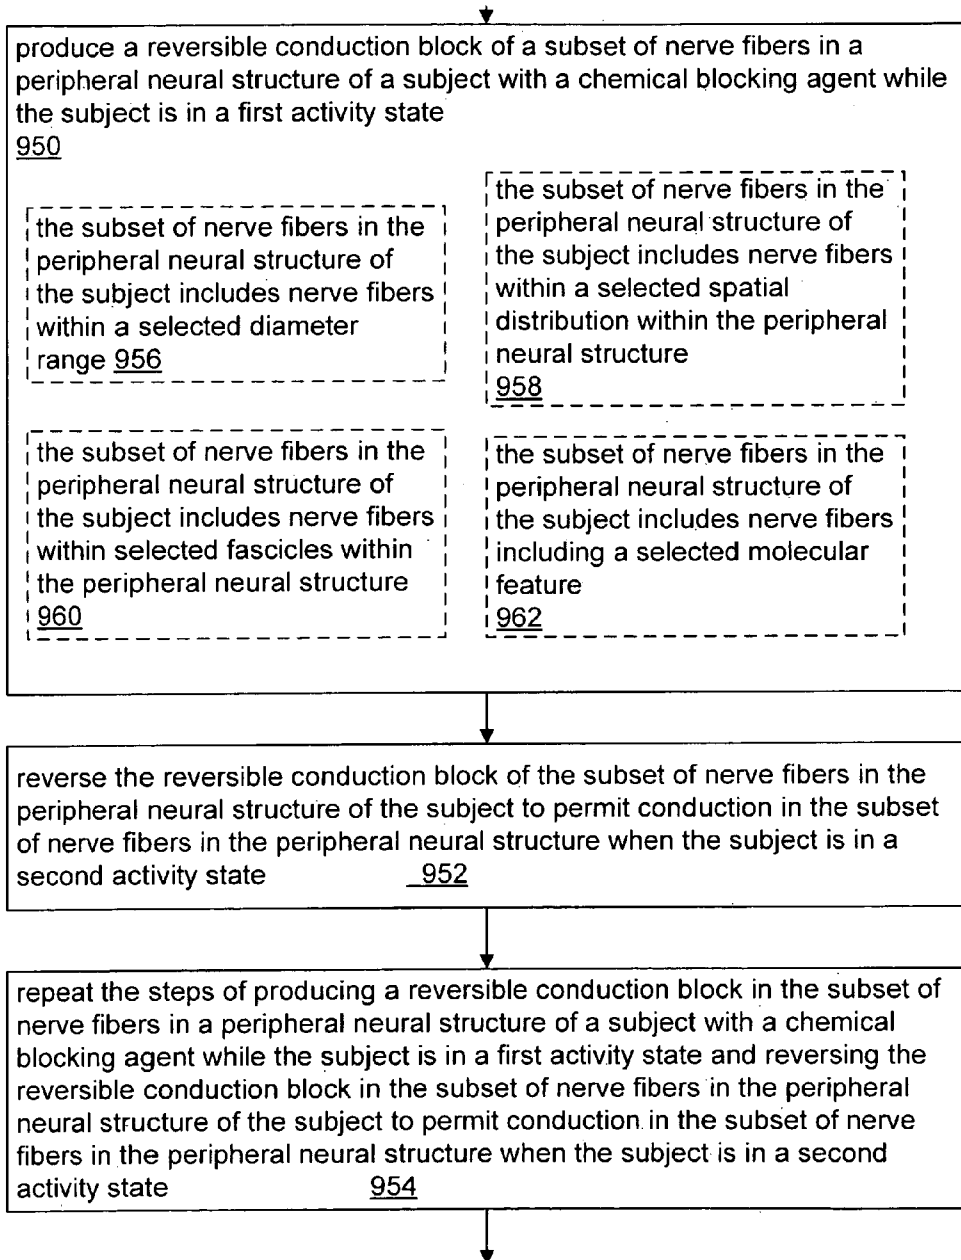 produce a reversible conduction block of a subset of nerve fibers in a
peripheral neural structure of a subject with a chemical blocking agent while
the subject is in a first activity state
950
the subset of nerve fibers in the
peripheral neural structure of
the subject includes nerve fibers
within a selected diameter
range 956
the subset of nerve fibers in the
peripheral neural structure of
the subject includes nerve fibers
within a selected spatial
distribution within the peripheral
neural structure
958
the subset of nerve fibers in the
peripheral neural structure of
the subject includes nerve fibers
within selected fascicles within
the peripheral neural structure
960
the subset of nerve fibers in the
peripheral neural structure of
the subject includes nerve fibers
including a selected molecular
feature
962
reverse the reversible conduction block of the subset of nerve fibers in the
peripheral neural structure of the subject to permit conduction in the subset
of nerve fibers in the peripheral neural structure when the subject is in a
second activity state 952
repeat the steps of producing a reversible conduction block in the subset of
nerve fibers in a peripheral neural structure of a subject with a chemical
blocking agent while the subject is in a first activity state and reversing the
reversible conduction block in the subset of nerve fibers in the peripheral
neural structure of the subject to permit conduction in the subset of nerve
fibers in the peripheral neural structure when the subject is in a second
activity state 954